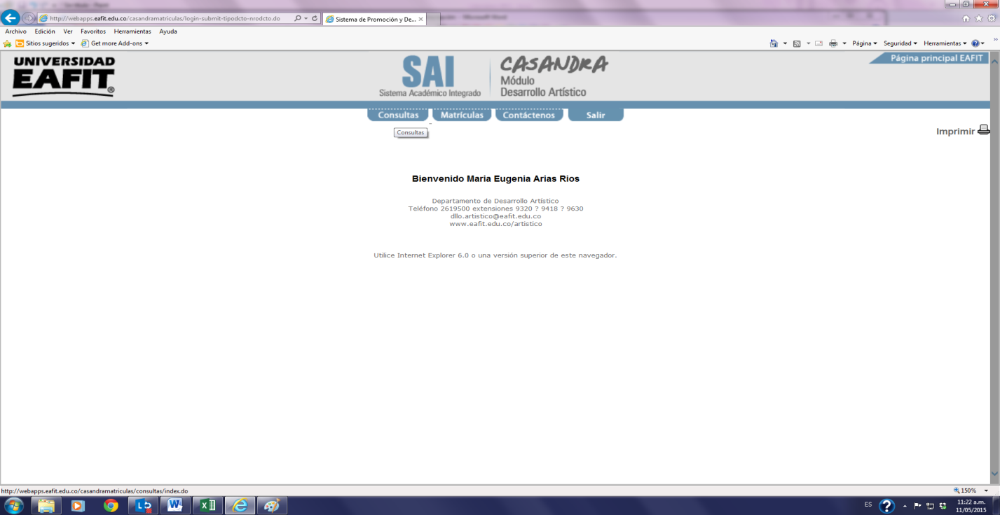 http://webapps.eafit.edu.co/casandramatriculas/login-submit-tipodcto-nrodcto.do
Sistema de Promoción y De...
Archivo Edición Ver Favoritos Herramientas Ayuda
Sitios sugeridos Get more Add-ons
Página Seguridad Herramientas
UNIVERSIDAD
EAFIT®
SAI
Sistema Académico Integrado
CASANDRA
Módulo
Desarrollo Artístico
Página principal EAFIT
Consultas Matrículas Contáctenos Salir
Consultas
Imprimir
Bienvenido Maria Eugenia Arias Rios
Departamento de Desarrollo Artístico
Teléfono 2619500 extensiones 9320 ? 9418 ? 9630
dllo.artistico@eafit.edu.co
www.eafit.edu.co/artistico
Utilice Internet Explorer 6.0 o una versión superior de este navegador.
http://webapps.eafit.edu.co/casandramatriculas/consultas/index.do
150%
ES
11:22 a.m.
11/05/2015